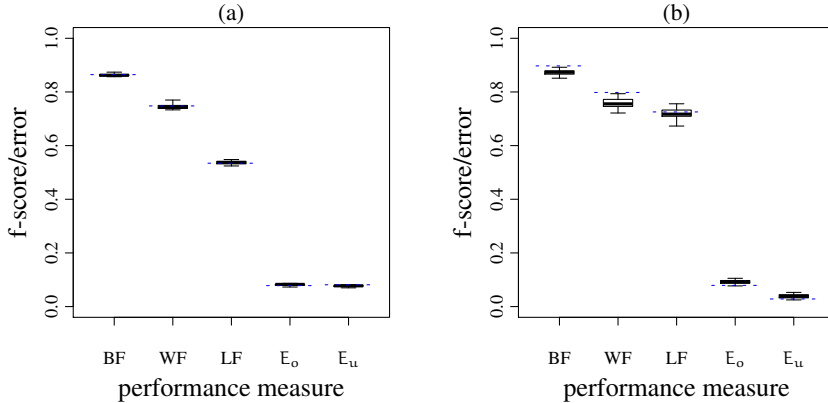 (a)
f-score/error
1.0
0.8
0.6
0.4
0.2
0.0
BF WF LF Eₒ Eᵤ
performance measure
(b)
f-score/error
1.0
0.8
0.6
0.4
0.2
0.0
BF WF LF Eₒ Eᵤ
performance measure